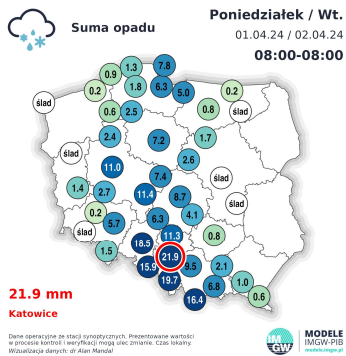 Suma opadu
Poniedziałek / Wt.
01.04.24 / 02.04.24
08:00-08:00
0.9
1.3
7.8
0.2
1.8
6.3
5.0
0.2
ślad
0.6
2.5
0.8
ślad
2.4
7.2
1.7
ślad
11.0
2.6
1.4
2.7
7.4
ślad
11.4
8.7
ślad
0.2
5.7
6.3
4.1
ślad
18.5
11.3
0.8
1.5
15.9
21.9
9.5
2.1
19.7
6.8
1.0
16.4
0.6
21.9 mm
Katowice
Dane operacyjne ze stacji synoptycznych. Prezentowane wartości
w procesie kontroli i weryfikacji mogą ulec zmianie. Czas lokalny.
Wizualizacja danych: dr Alan Mandal
IMGW
MODELE
IMGW-PIB
modele.imgw.pl